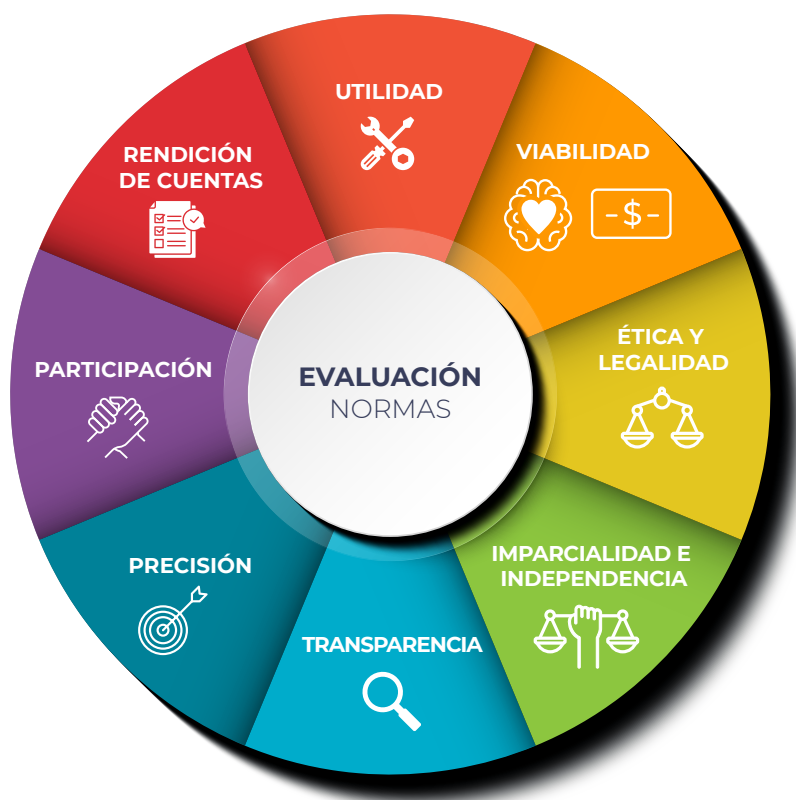 UTILIDAD
VIABILIDAD
-$-
ÉTICA Y
LEGALIDAD
IMPARCIALIDAD E
INDEPENDENCIA
TRANSPARENCIA
PRECISIÓN
PARTICIPACIÓN
RENDICIÓN
DE CUENTAS
EVALUACIÓN
NORMAS